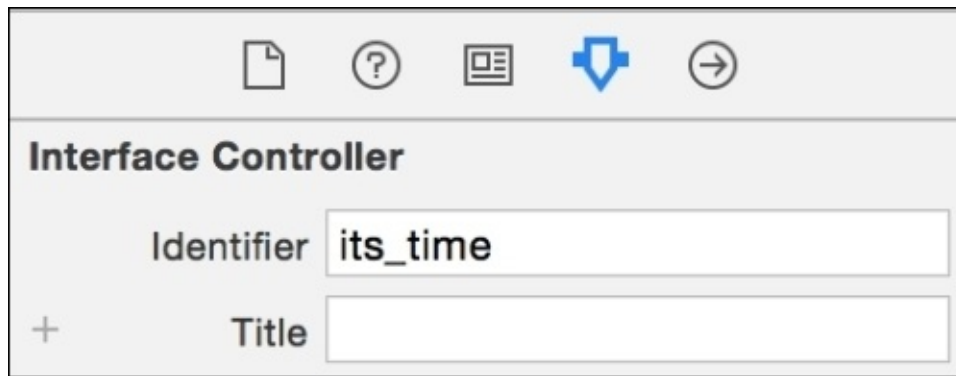 Interface Controller
Identifier its_time
+ Title